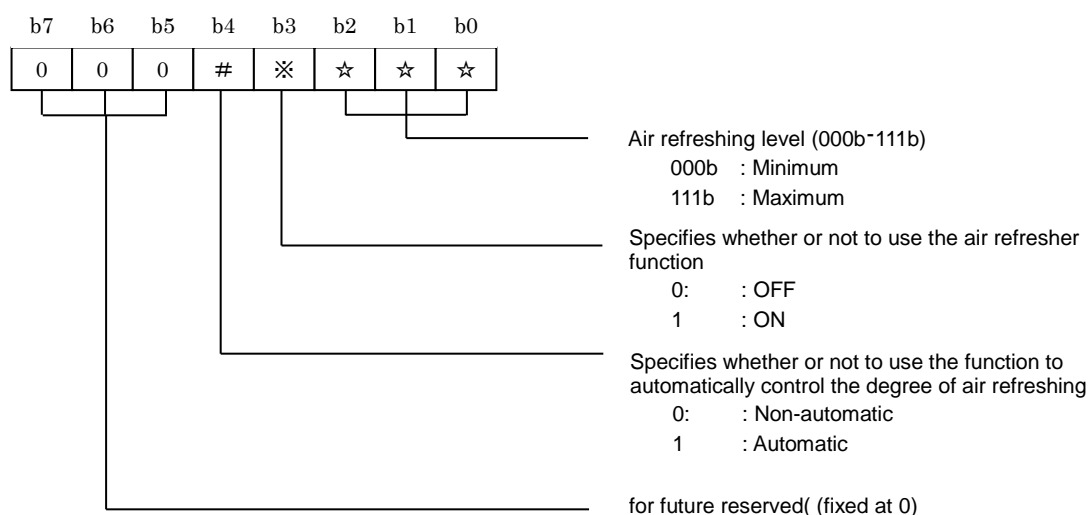 b7 b6 b5 b4 b3 b2 b1 b0
0 0 0 # ※ ☆ ☆ ☆
Air refreshing level (000b-111b)
000b : Minimum
111b : Maximum
Specifies whether or not to use the air refresher
function
0: : OFF
1 : ON
Specifies whether or not to use the function to
automatically control the degree of air refreshing
0: : Non-automatic
1 : Automatic
for future reserved( (fixed at 0)